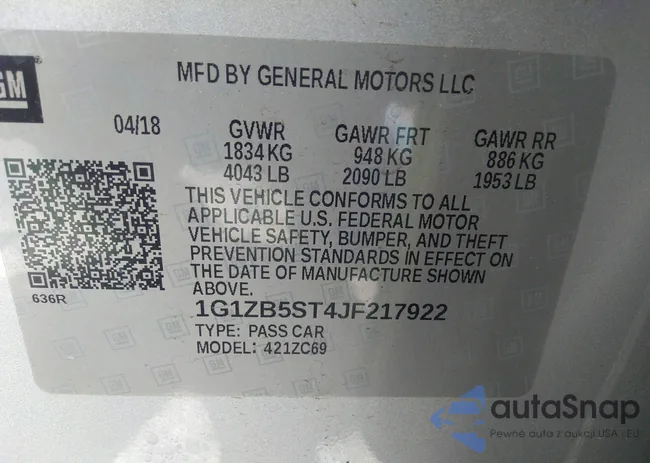 GM
MFD BY GENERAL MOTORS LLC
04/18 GVWR GAWR FRT GAWR RR
1834 KG 948 KG 886 KG
4043 LB 2090 LB 1953 LB
THIS VEHICLE CONFORMS TO ALL
APPLICABLE U.S. FEDERAL MOTOR
VEHICLE SAFETY, BUMPER, AND THEFT
PREVENTION STANDARDS IN EFFECT ON
THE DATE OF MANUFACTURE SHOWN
ABOVE.
636R
1G1ZB5ST4JF217922
TYPE: PASS CAR
MODEL: 421ZC69
autaSnap
Pewne auta z aukcji USA i EU